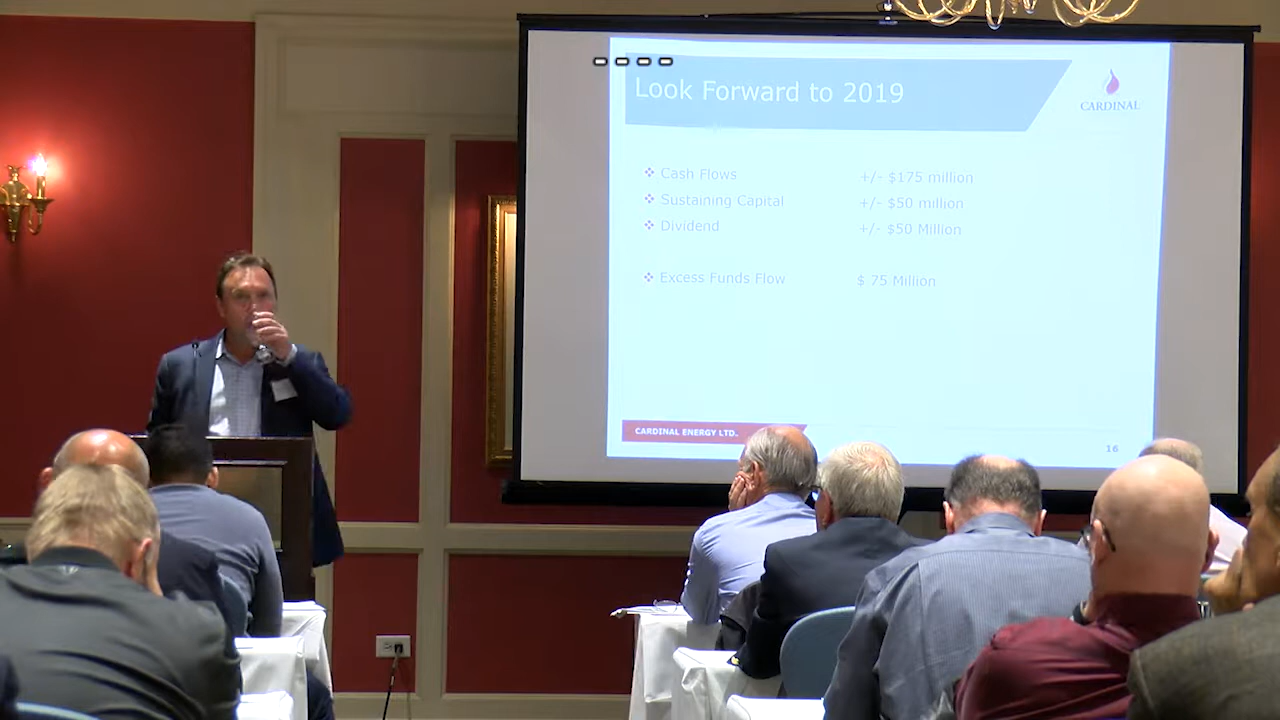 Look Forward to 2019
CARDINAL
Cash Flows +/- $175 million
Sustaining Capital +/- $50 million
Dividend +/- $50 Million
Excess Funds Flow $ 75 Million
CARDINAL ENERGY LTD.
16